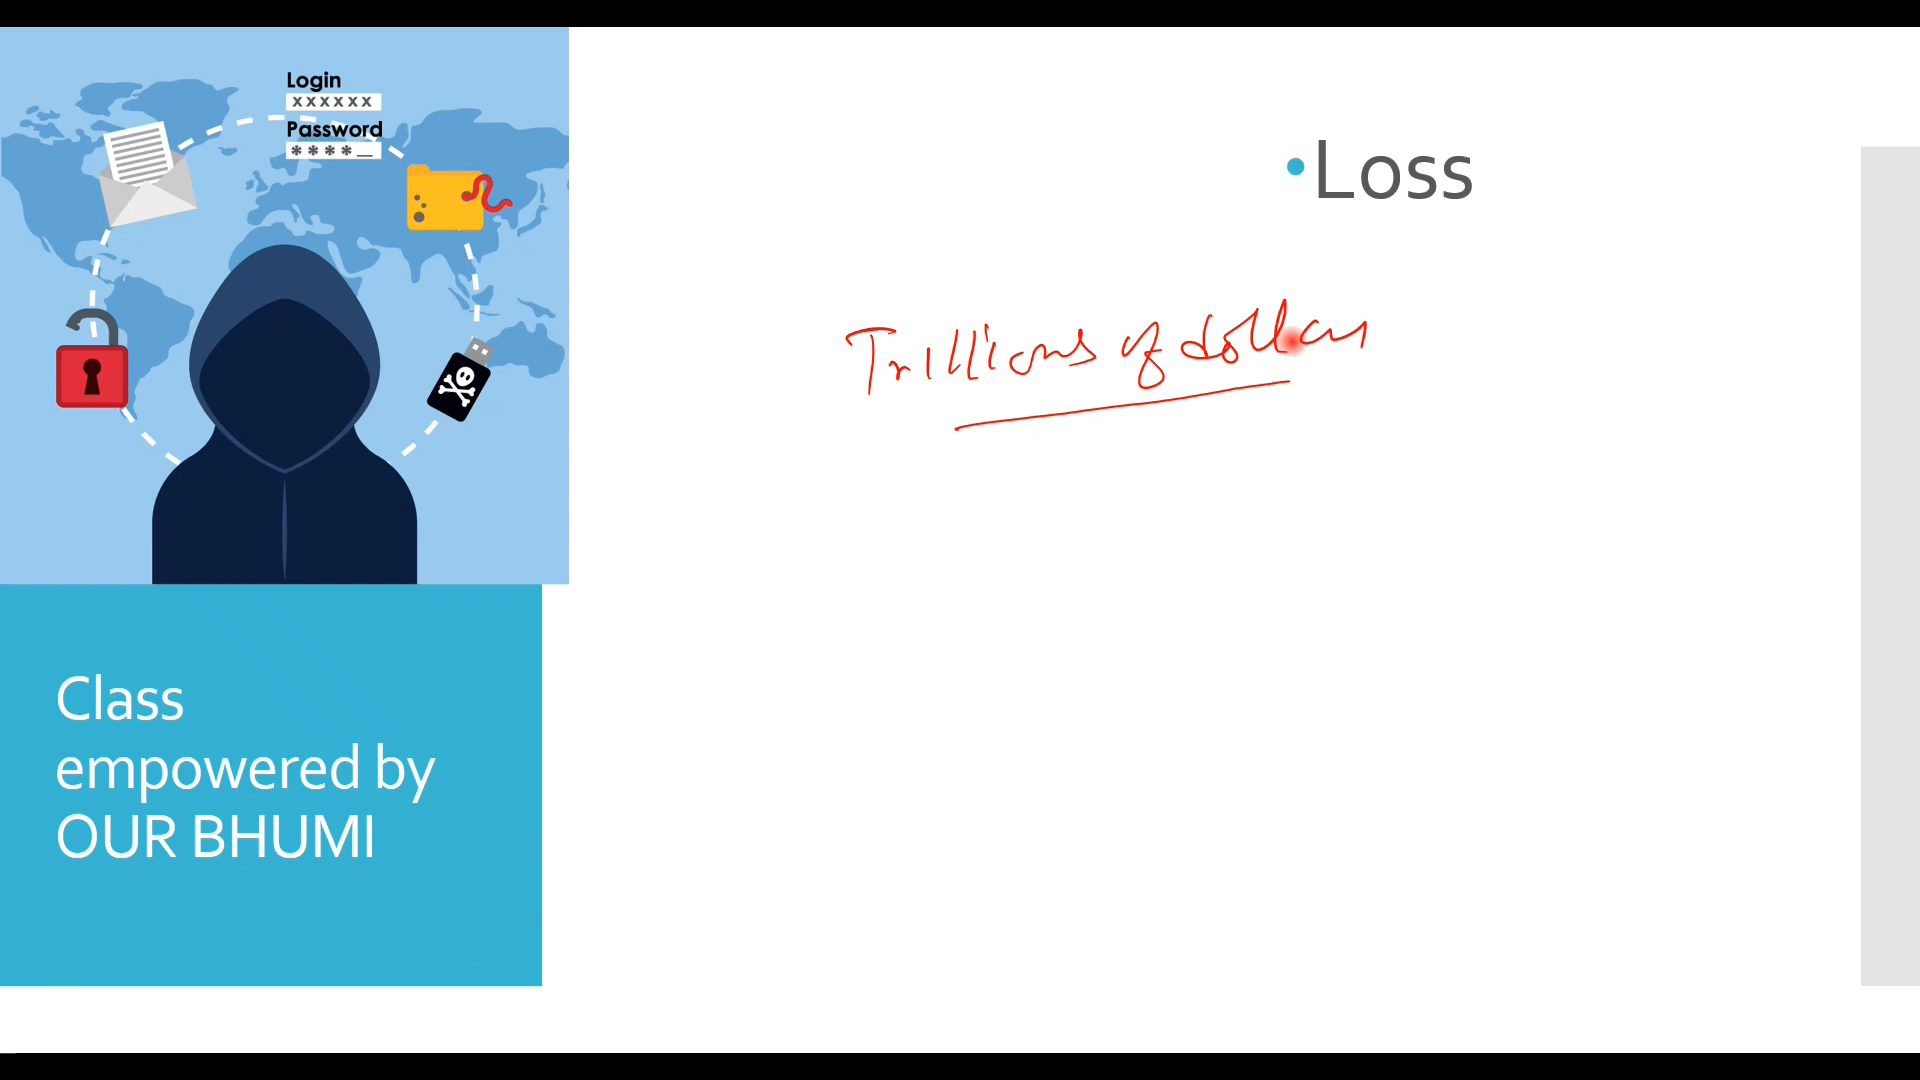 Login
xxxxxx
Password
****_
•Loss
Trillions of dollars
Class
empowered by
OUR BHUMI